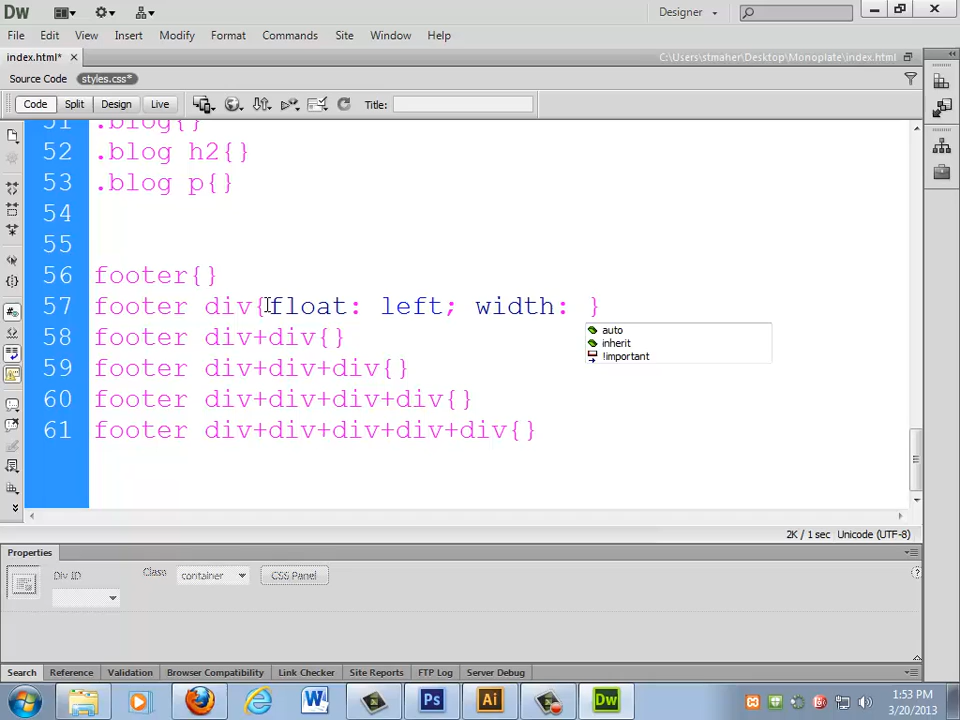 Dw
Designer
File Edit View Insert Modify Format Commands Site Window Help
index.html*
C:\Users\stmaher\Desktop\Monoplate\index.html
Source Code styles.css*
Code Split Design Live Title:
51 .blog{}
52 .blog h2{}
53 .blog p{}
54
55
56 footer{}
57 footer div{float: left; width: }
auto
inherit
!important
58 footer div+div{}
59 footer div+div+div{}
60 footer div+div+div+div{}
61 footer div+div+div+div+div{}
2K / 1 sec Unicode (UTF-8)
Properties
Div ID Class container CSS Panel
Search Reference Validation Browser Compatibility Link Checker Site Reports FTP Log Server Debug
W Ps Ai Dw
1:53 PM
3/20/2013